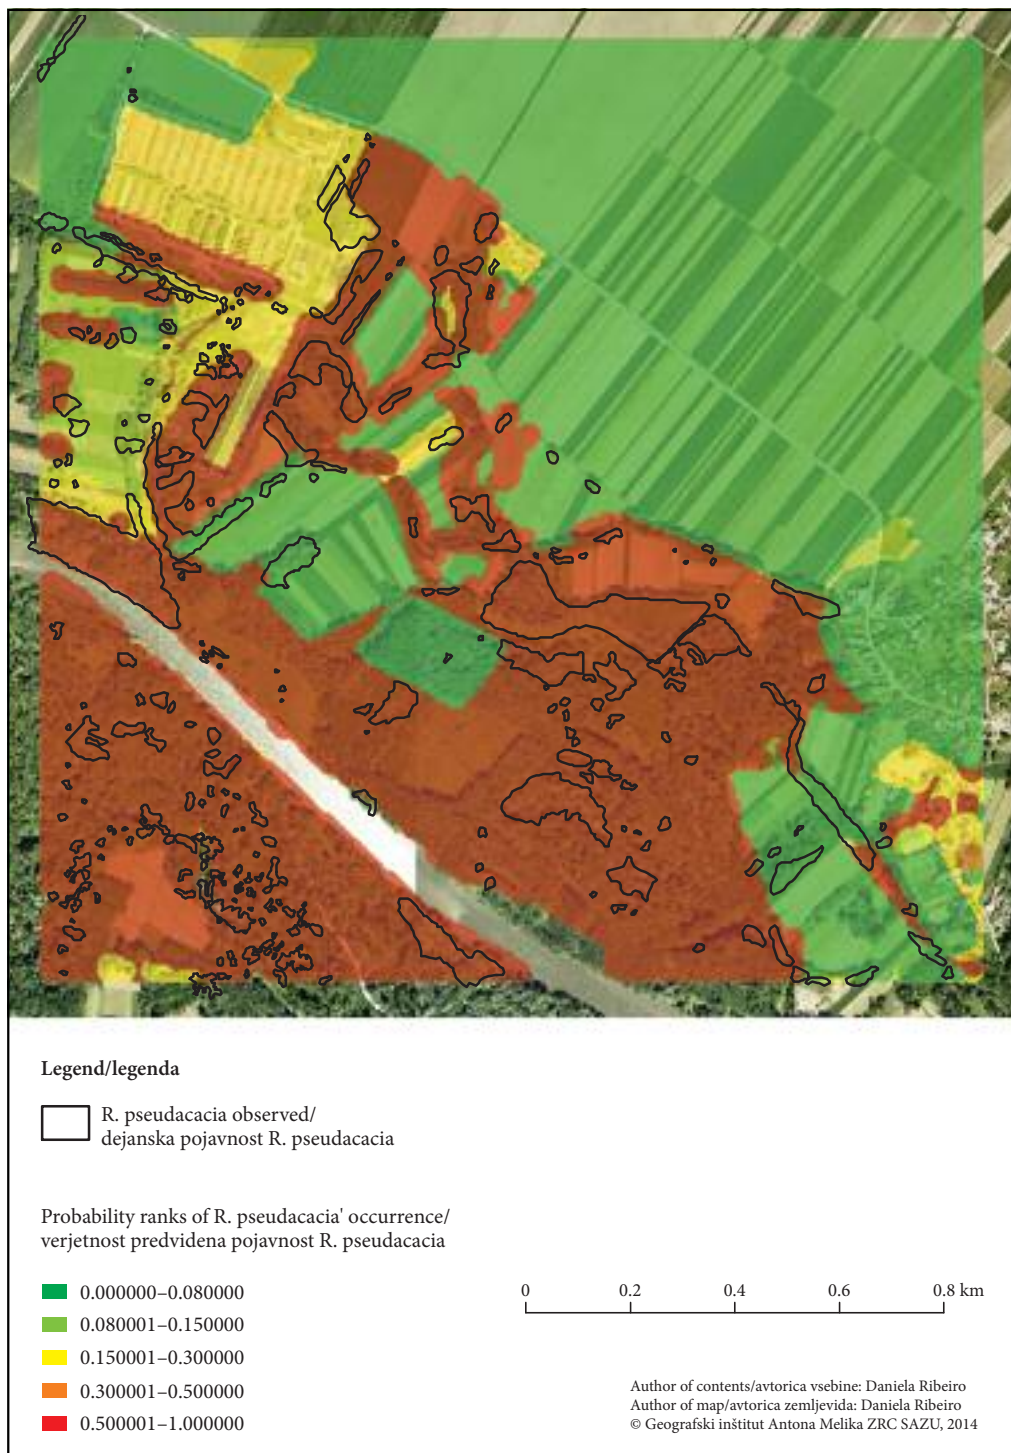 Legend/legenda
R. pseudacacia observed/
dejanska pojavnost R. pseudacacia
Probability ranks of R. pseudacacia' occurrence/
verjetnost predvidena pojavnost R. pseudacacia
0.000000–0.080000
0.080001–0.150000
0.150001–0.300000
0.300001–0.500000
0.500001–1.000000
0 0.2 0.4 0.6 0.8 km
Author of contents/avtorica vsebine: Daniela Ribeiro
Author of map/avtorica zemljevida: Daniela Ribeiro
© Geografski inštitut Antona Melika ZRC SAZU, 2014